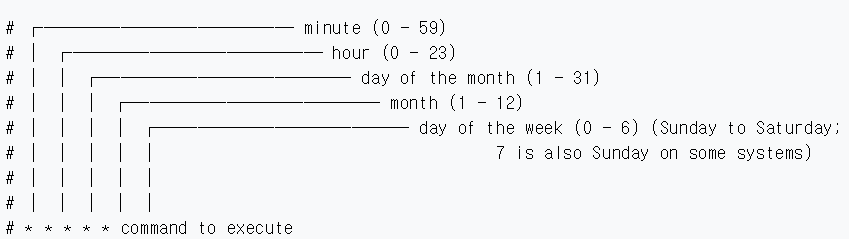 # ┌───────────── minute (0 - 59)
# │ ┌───────────── hour (0 - 23)
# │ │ ┌───────────── day of the month (1 - 31)
# │ │ │ ┌───────────── month (1 - 12)
# │ │ │ │ ┌───────────── day of the week (0 - 6) (Sunday to Saturday;
# │ │ │ │ │ 7 is also Sunday on some systems)
# │ │ │ │ │
# │ │ │ │ │
# * * * * * command to execute